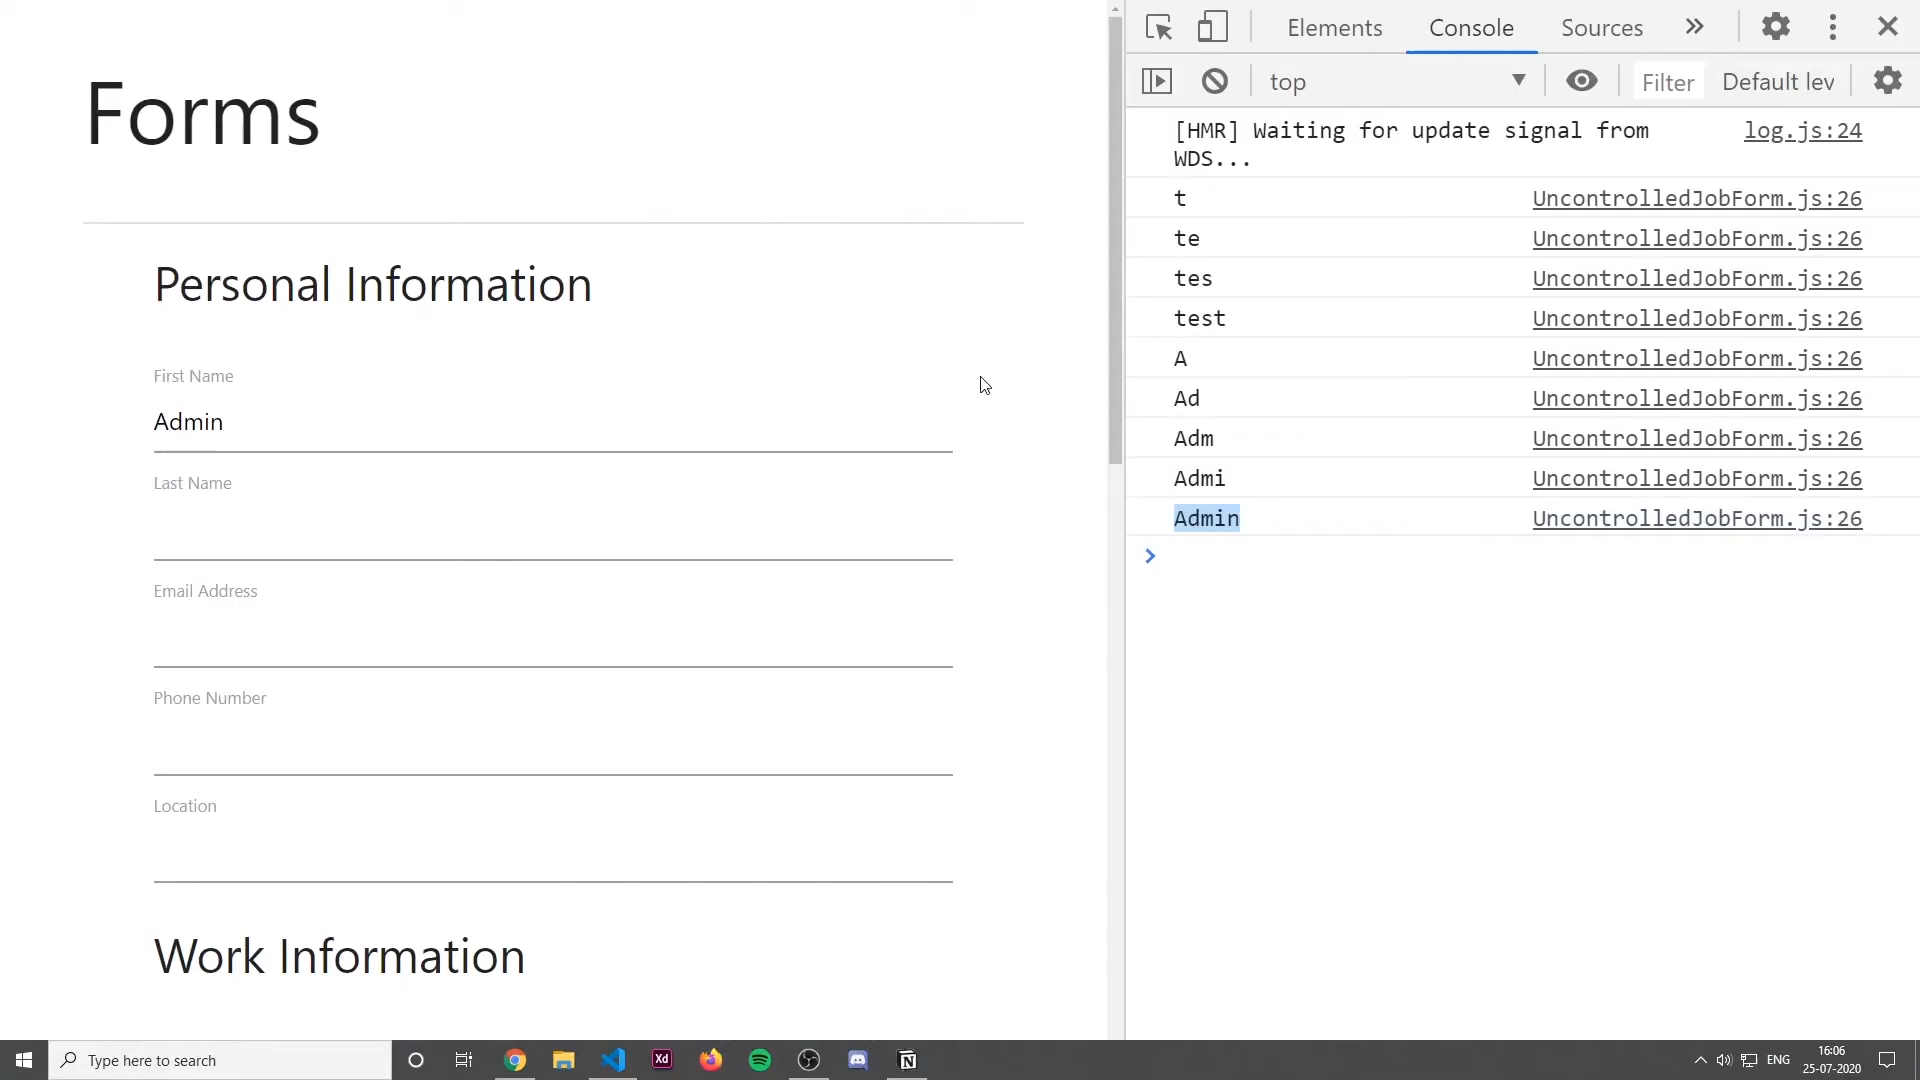 Forms
Personal Information
First Name
Admin
Last Name
Email Address
Phone Number
Location
Work Information
Elements
Console
Sources
top
Filter
Default lev
[HMR] Waiting for update signal from
WDS...
log.js:24
t UncontrolledJobForm.js:26
te UncontrolledJobForm.js:26
tes UncontrolledJobForm.js:26
test UncontrolledJobForm.js:26
A UncontrolledJobForm.js:26
Ad UncontrolledJobForm.js:26
Adm UncontrolledJobForm.js:26
Admi UncontrolledJobForm.js:26
Admin UncontrolledJobForm.js:26
Type here to search
Xd
N
ENG
16:06
25-07-2020